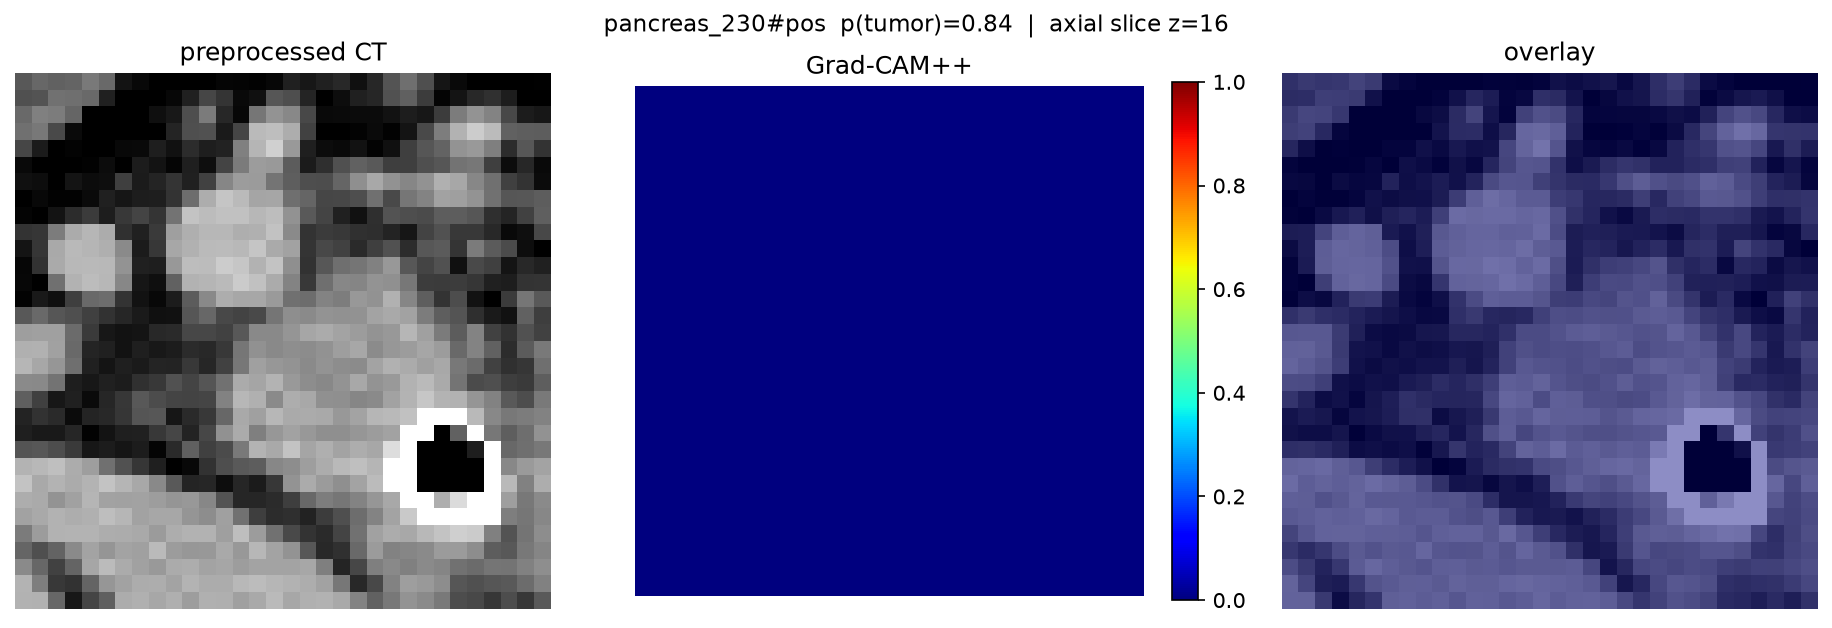 pancreas_230#pos  p(tumor)=0.84  |  axial slice z=16
preprocessed CT
Grad-CAM++
overlay
1.0
0.8
0.6
0.4
0.2
0.0